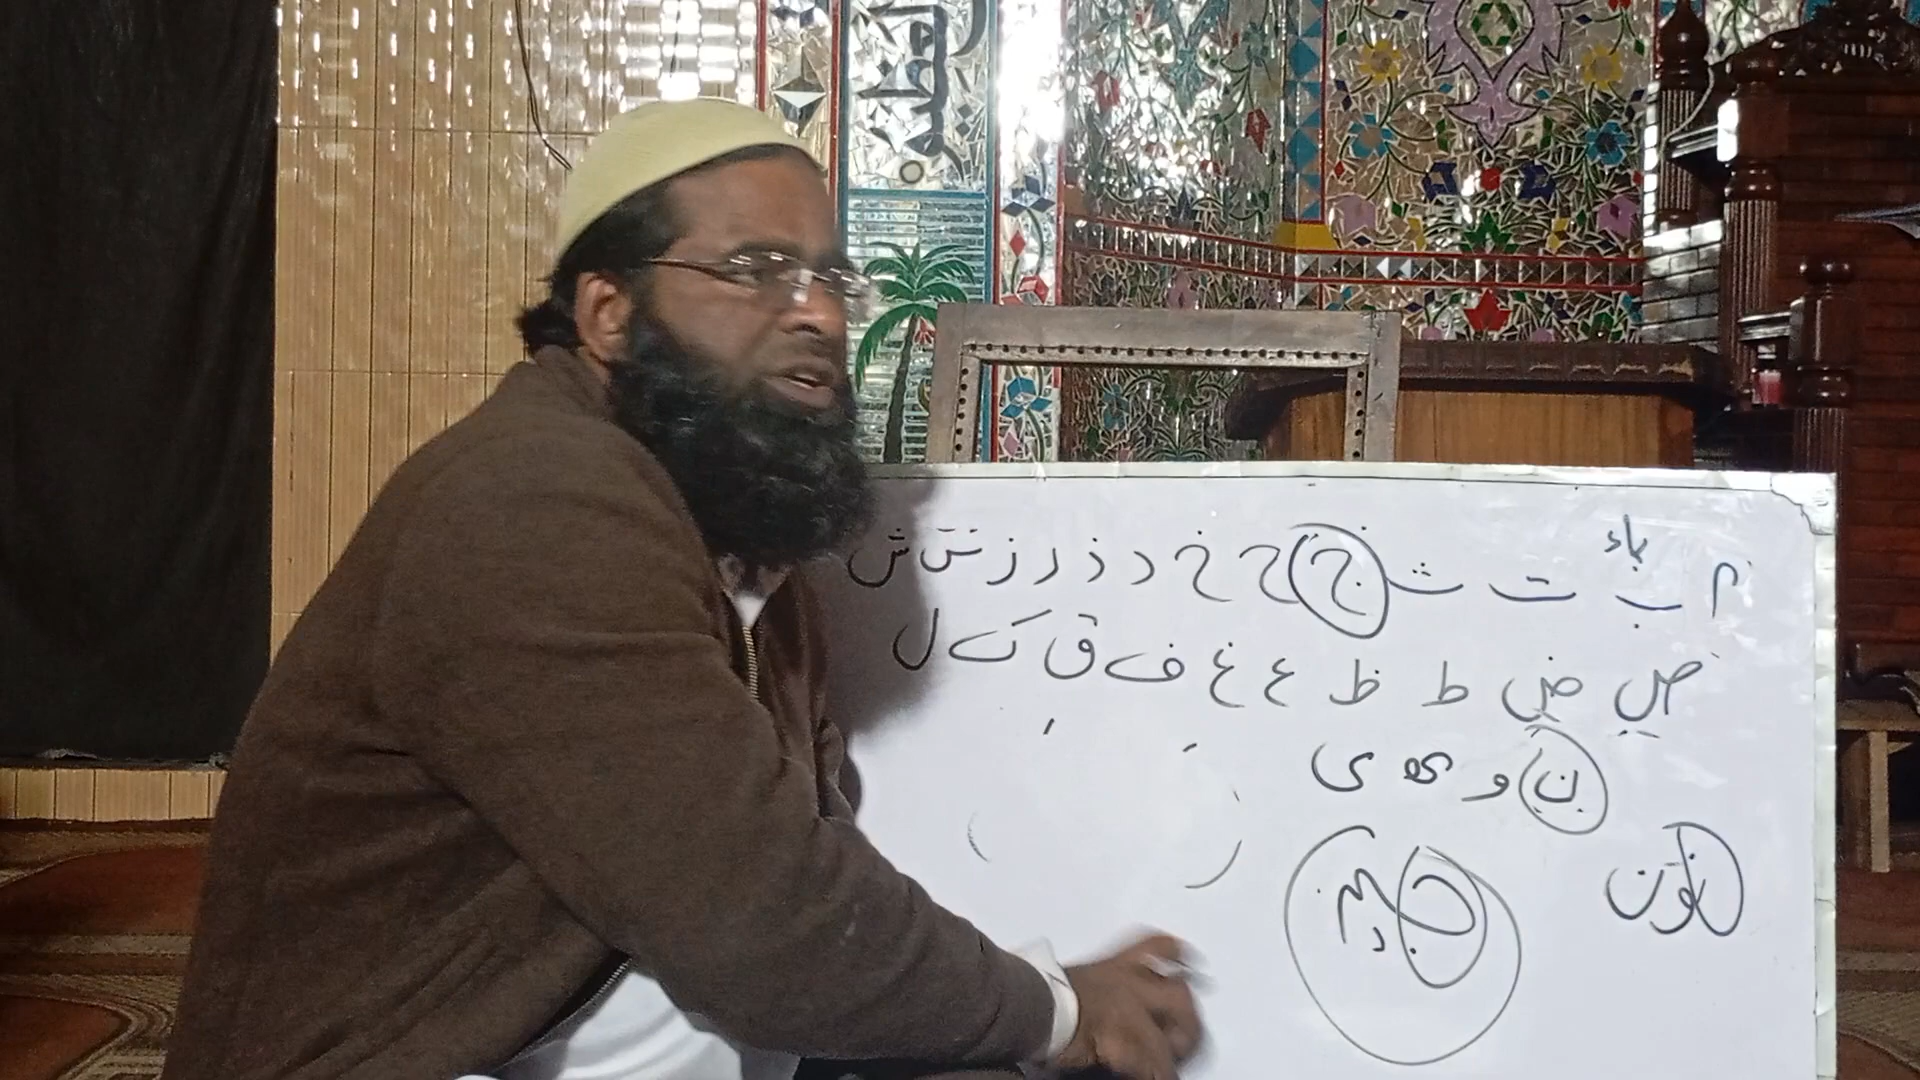 باء
م ب ت ث ج ح خ د ذ ر ز س ش
ص ض ط ظ ع غ ف ق ک ل
ن و ه ی
نون